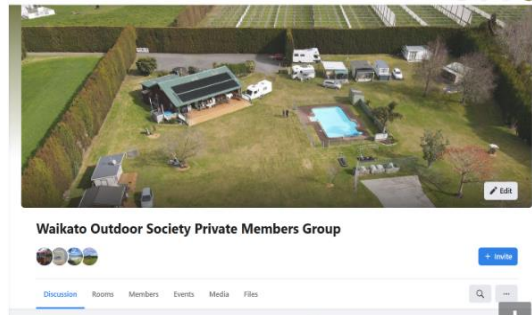 Edit
Waikato Outdoor Society Private Members Group
+ Invite
Discussion Rooms Members Events Media Files